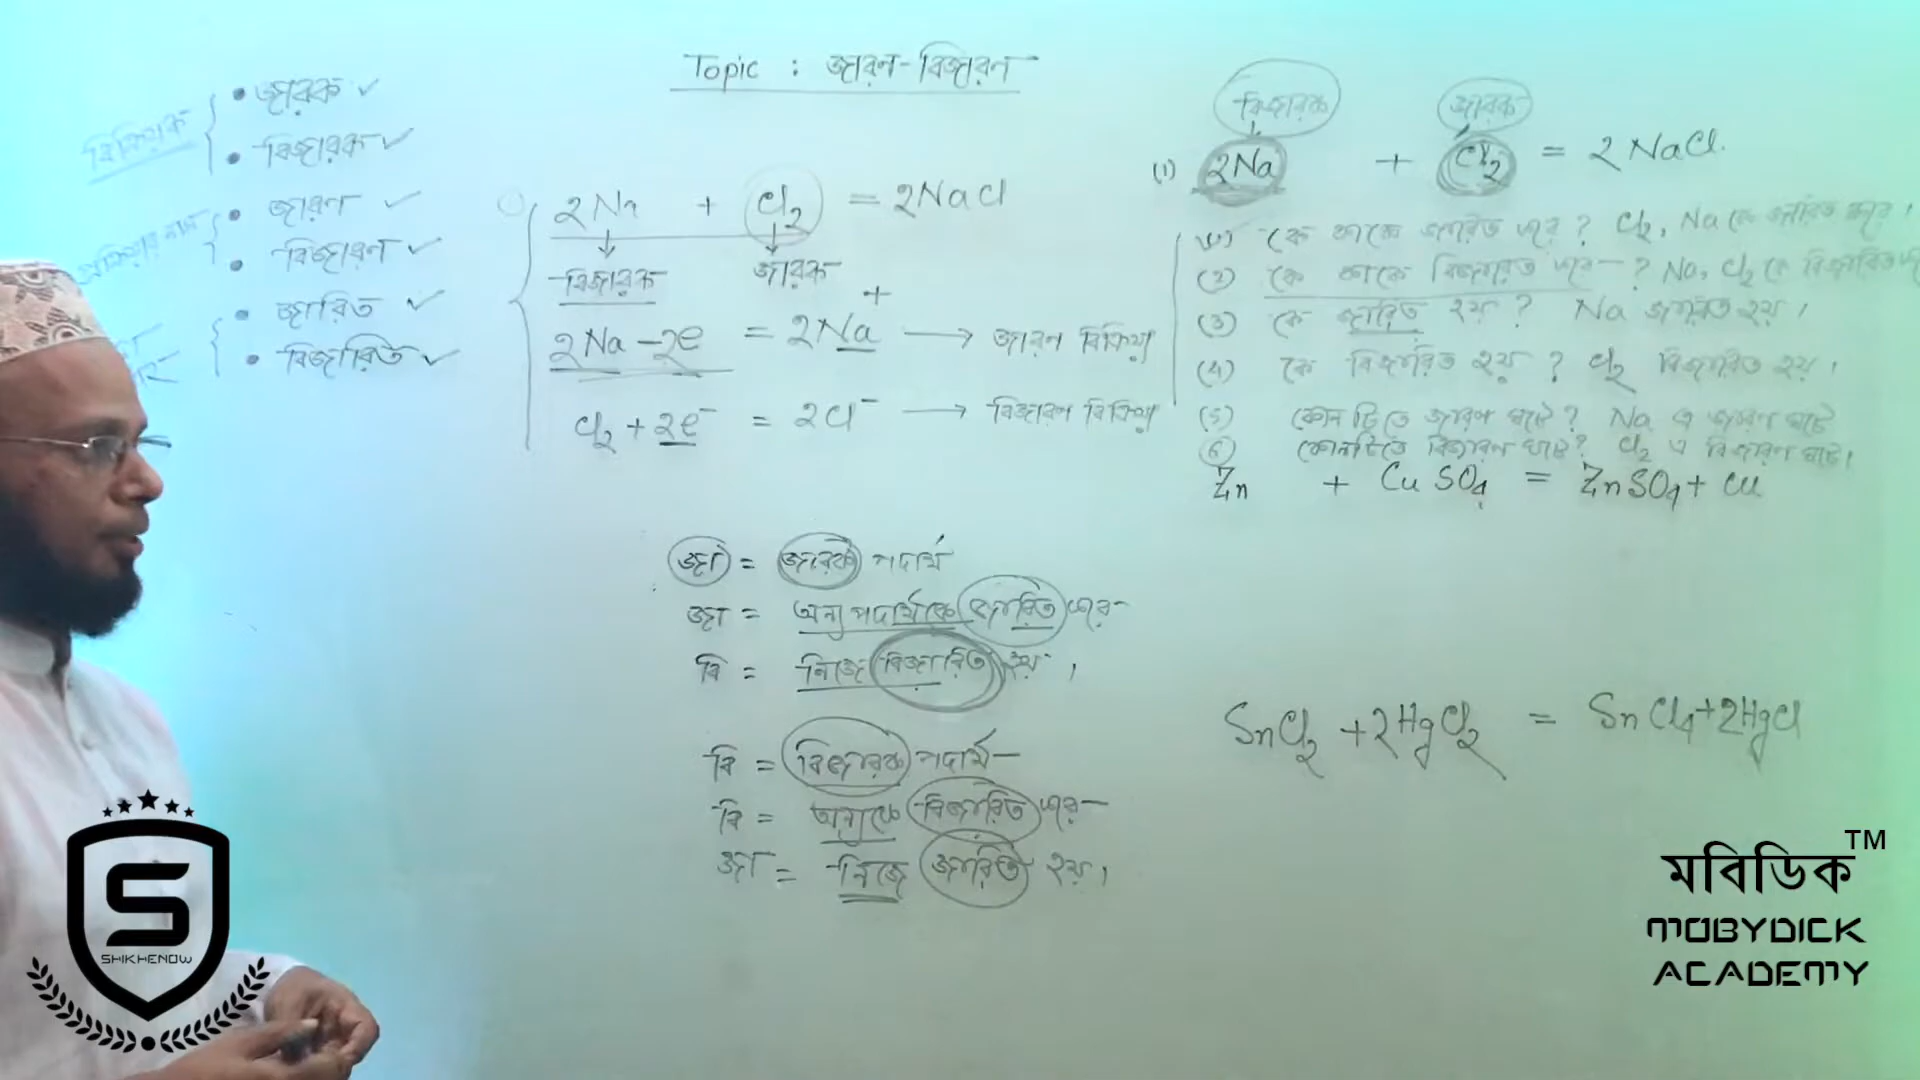 Topic : জারণ-বিজারণ
বিক্রিয়ক
• জারক ✓
• বিজারক ✓
প্রক্রিয়ার নাম
• জারণ ✓
• বিজারণ ✓
• জারিত ✓
• বিজারিত ✓
2Na + Cl₂ = 2NaCl
বিজারক জারক
2Na - 2e = 2Na⁺ → জারণ বিক্রিয়া
Cl₂ + 2e⁻ = 2Cl⁻ → বিজারণ বিক্রিয়া
জা = জারক পদার্থ
জা = অন্য পদার্থকে জারিত করে
বি = নিজে বিজারিত হয়।
বি = বিজারক পদার্থ
বি = অন্যকে বিজারিত করে
জা = নিজে জারিত হয়।
বিজারক জারক
(1) 2Na + Cl₂ = 2NaCl.
(১) কে কাকে জারিত করে? Cl₂, Na কে জারিত করে।
(২) কে কাকে বিজারিত করে? Na, Cl₂ কে বিজারিত
(৩) কে জারিত হয়? Na জারিত হয়।
(৪) কে বিজারিত হয়? Cl₂ বিজারিত হয়।
(৫) কোনটিতে জারণ ঘটে? Na এ জারণ ঘটে
৬) কোনটিতে বিজারণ ঘটে? Cl₂ এ বিজারণ ঘটে।
Zn + CuSO₄ = ZnSO₄ + Cu
SnCl₂ + 2HgCl₂ = SnCl₄ + 2HgCl
S
SHIKHENOW
মবিডিক™
MOBYDICK
ACADEMY